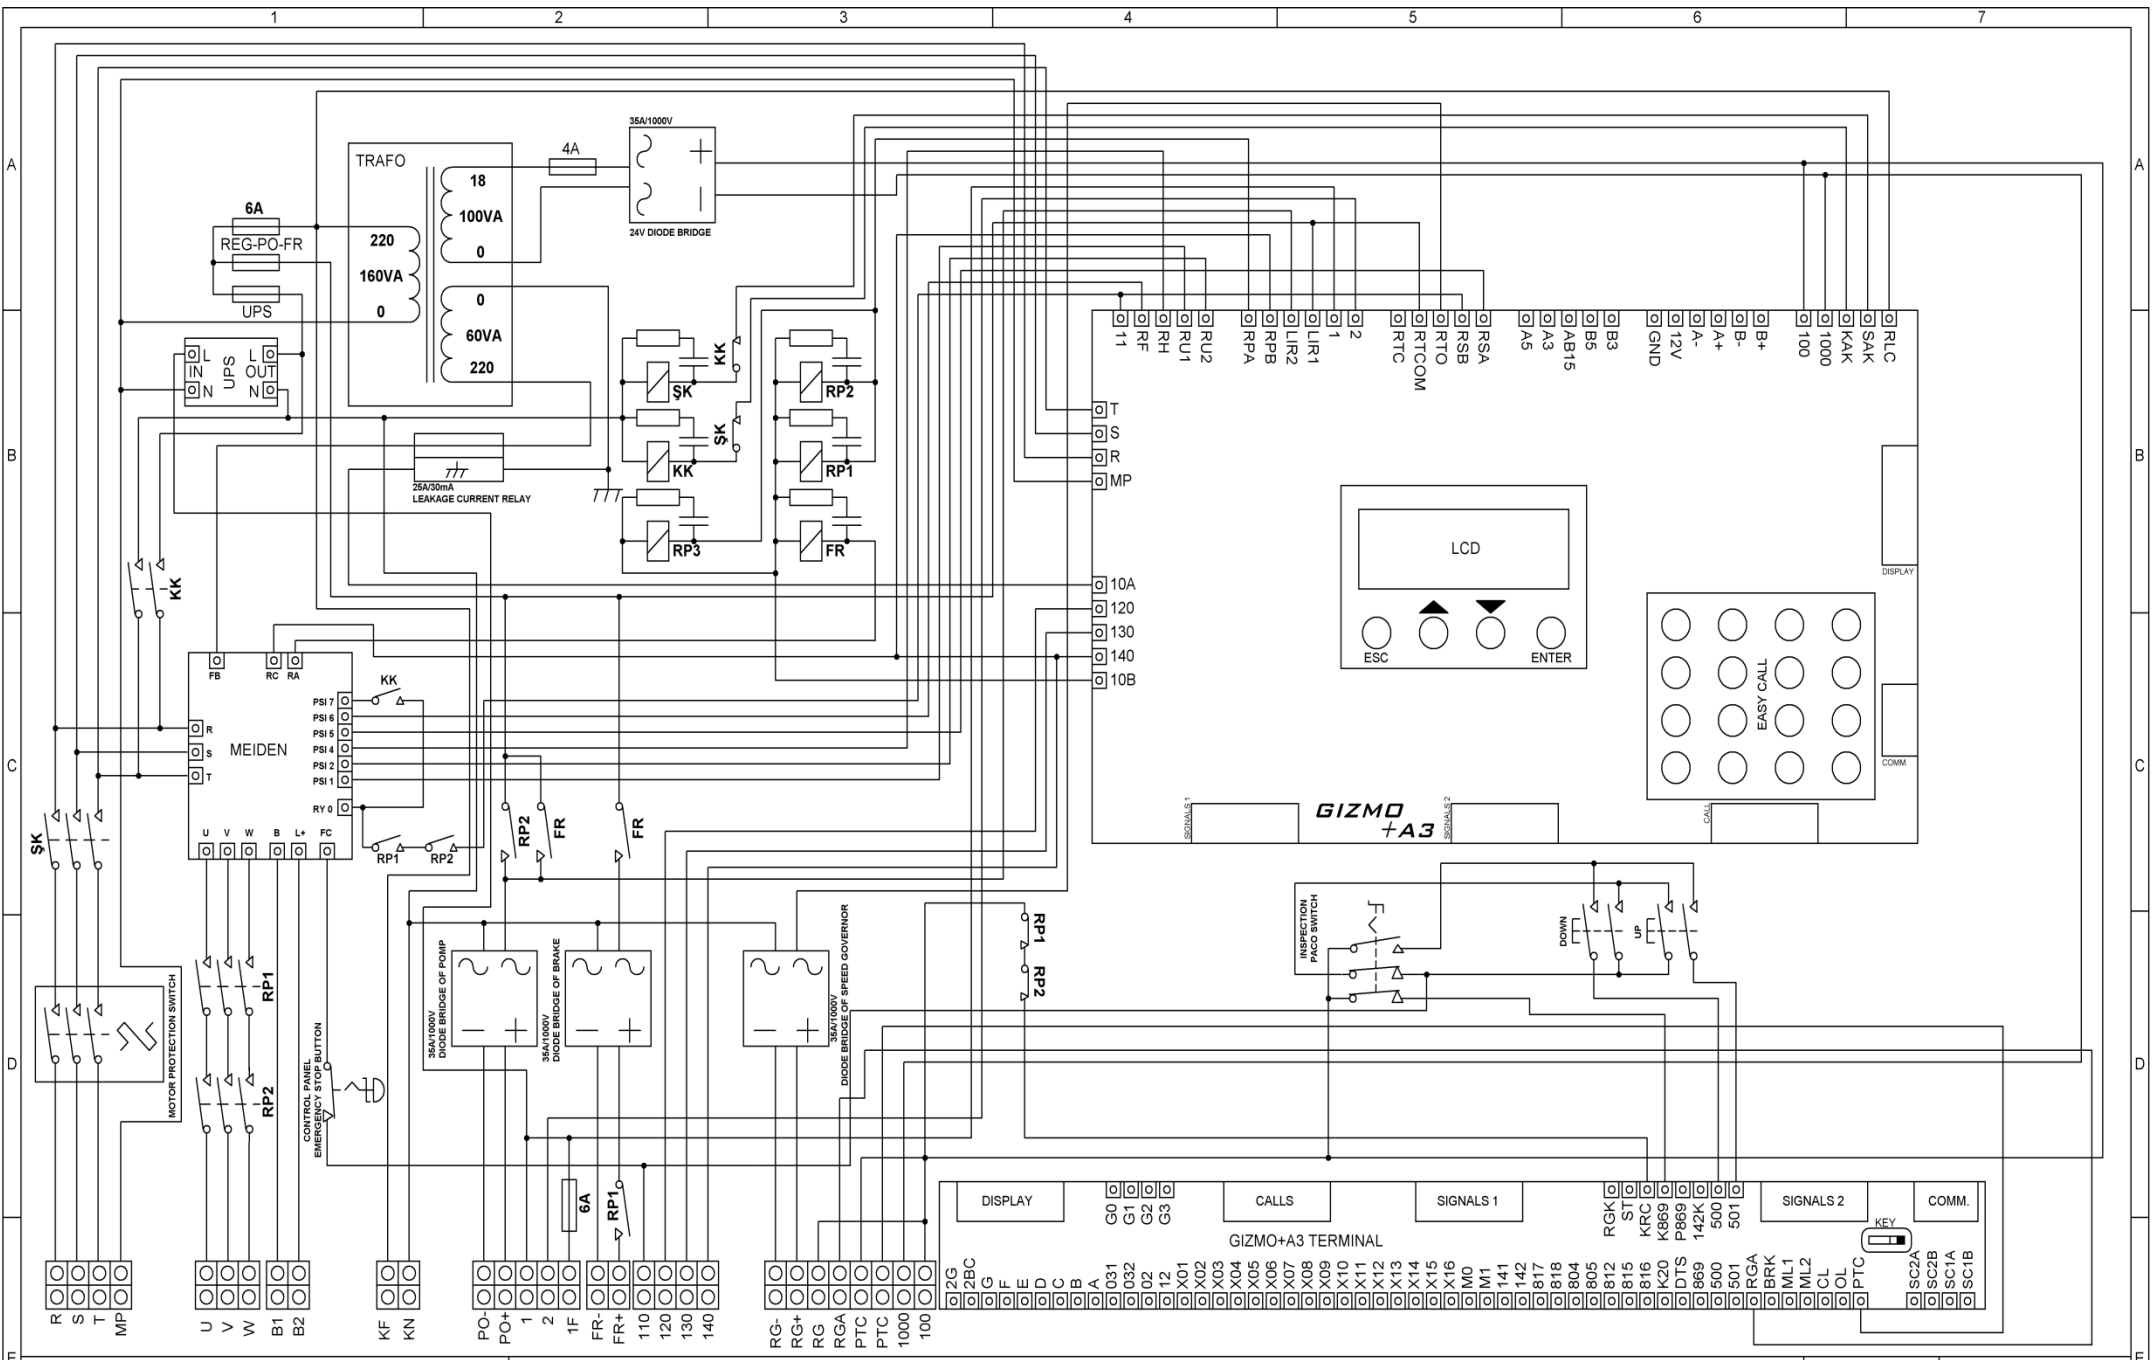 1 2 3 4 5 6 7
A
B
C
D
E
A
B
C
D
E
TRAFO
18
100VA
0
220
160VA
0
0
60VA
220
4A
35A/1000V
24V DIODE BRIDGE
6A
REG-PO-FR
UPS
L
IN
N
UPS
L
OUT
N
25A/30mA
LEAKAGE CURRENT RELAY
KK
ŞK
ŞK
KK
RP3
RP2
RP1
FR
11
RF
RH
RU1
RU2
RPA
RPB
LIR2
LIR1
1
2
RTC
RTCOM
RTO
RSB
RSA
A5
A3
AB15
B5
B3
GND
12V
A-
A+
B-
B+
100
1000
KAK
SAK
RLC
T
S
R
MP
10A
120
130
140
10B
LCD
ESC
ENTER
EASY CALL
DISPLAY
COMM.
SIGNALS 1
GIZMO
+A3
SIGNALS 2
CALL
KK
FB
RC
RA
PSI 7
PSI 6
PSI 5
PSI 4
PSI 2
PSI 1
RY 0
R
S
T
MEIDEN
U
V
W
B
L+
FC
KK
RP1
RP2
ŞK
RP2
FR
FR
MOTOR PROTECTION SWITCH
RP1
RP2
CONTROL PANEL
EMERGENCY STOP BUTTON
35A/1000V
DIODE BRIDGE OF POMP
35A/1000V
DIODE BRIDGE OF BRAKE
35A/1000V
DIODE BRIDGE OF SPEED GOVERNOR
RP1
RP2
INSPECTION
PACO SWITCH
DOWN
UP
6A
RP1
R
S
T
MP
U
V
W
B1
B2
KF
KN
PO-
PO+
1
2
1F
FR-
FR+
110
120
130
140
RG-
RG+
RG
RGA
PTC
PTC
1000
100
DISPLAY
G0
G1
G2
G3
CALLS
SIGNALS 1
RGK
ST
KRC
K869
P869
142K
500
501
SIGNALS 2
COMM.
GIZMO+A3 TERMINAL
KEY
2G
2BC
G
F
E
D
C
B
A
031
032
02
12
X01
X02
X03
X04
X05
X06
X07
X08
X09
X10
X11
X12
X13
X14
X15
X16
M0
M1
141
142
817
818
804
805
812
815
816
K20
DTS
869
500
501
RGA
BRK
ML1
ML2
CL
OL
PTC
SC2A
SC2B
SC1A
SC1B